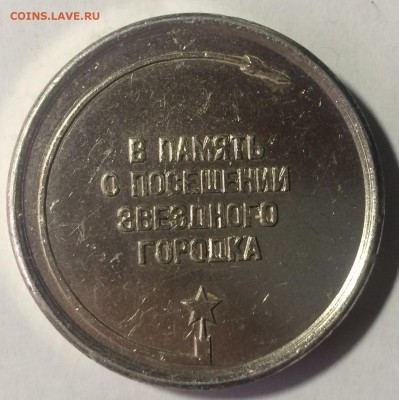 COINS.LAVE.RU
В ПАМЯТЬ
О ПОСЕЩЕНИИ
ЗВЕЗДНОГО
ГОРОДКА